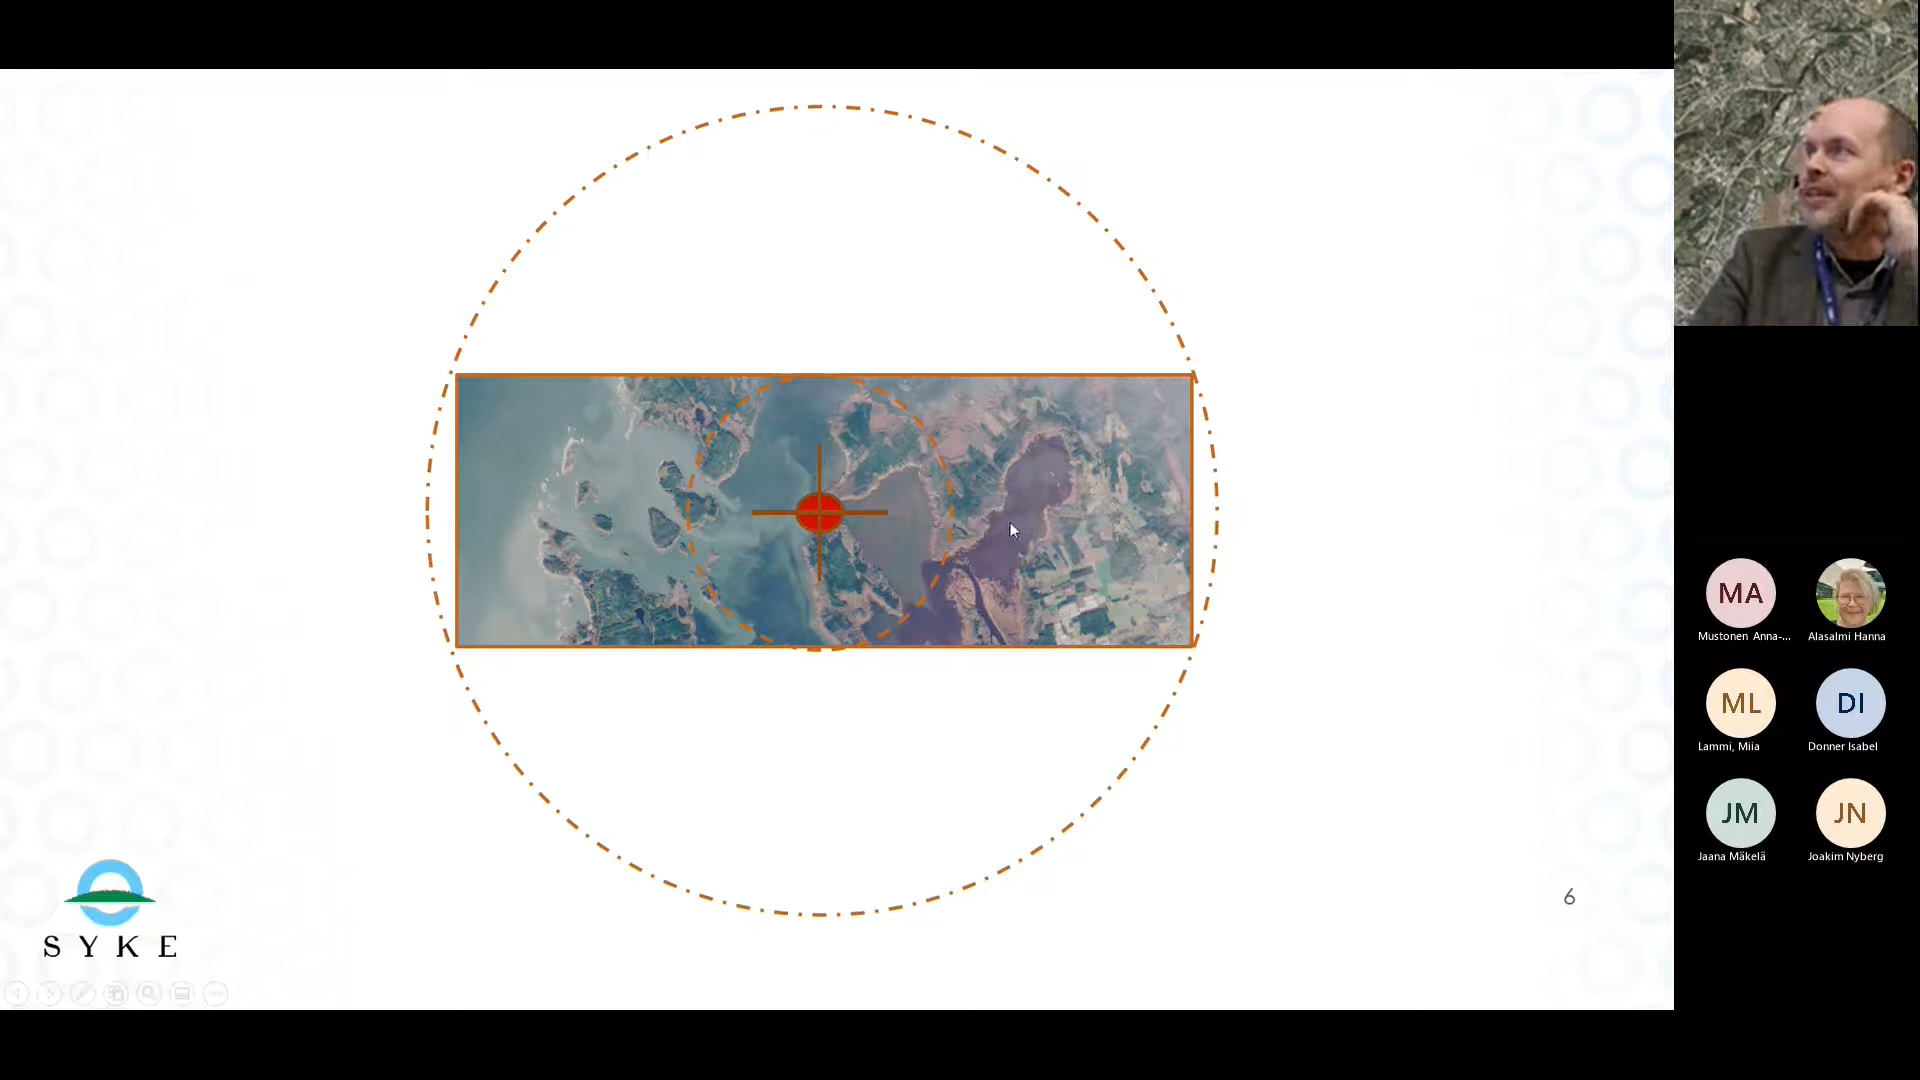 SYKE
6
MA
Mustonen Anna-...
Alasalmi Hanna
ML
Lammi, Miia
DI
Donner Isabel
JM
Jaana Mäkelä
JN
Joakim Nyberg